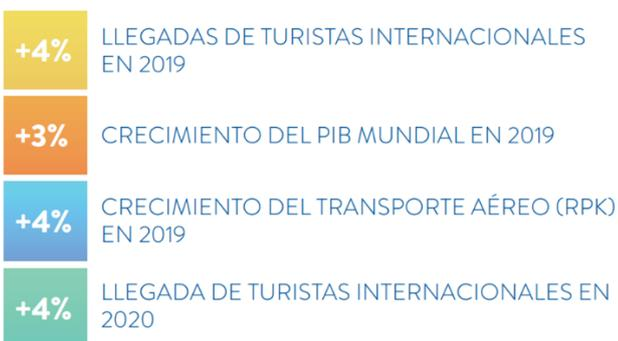 +4%
LLEGADAS DE TURISTAS INTERNACIONALES
EN 2019
+3%
CRECIMIENTO DEL PIB MUNDIAL EN 2019
+4%
CRECIMIENTO DEL TRANSPORTE AÉREO (RPK)
EN 2019
+4%
LLEGADA DE TURISTAS INTERNACIONALES EN
2020